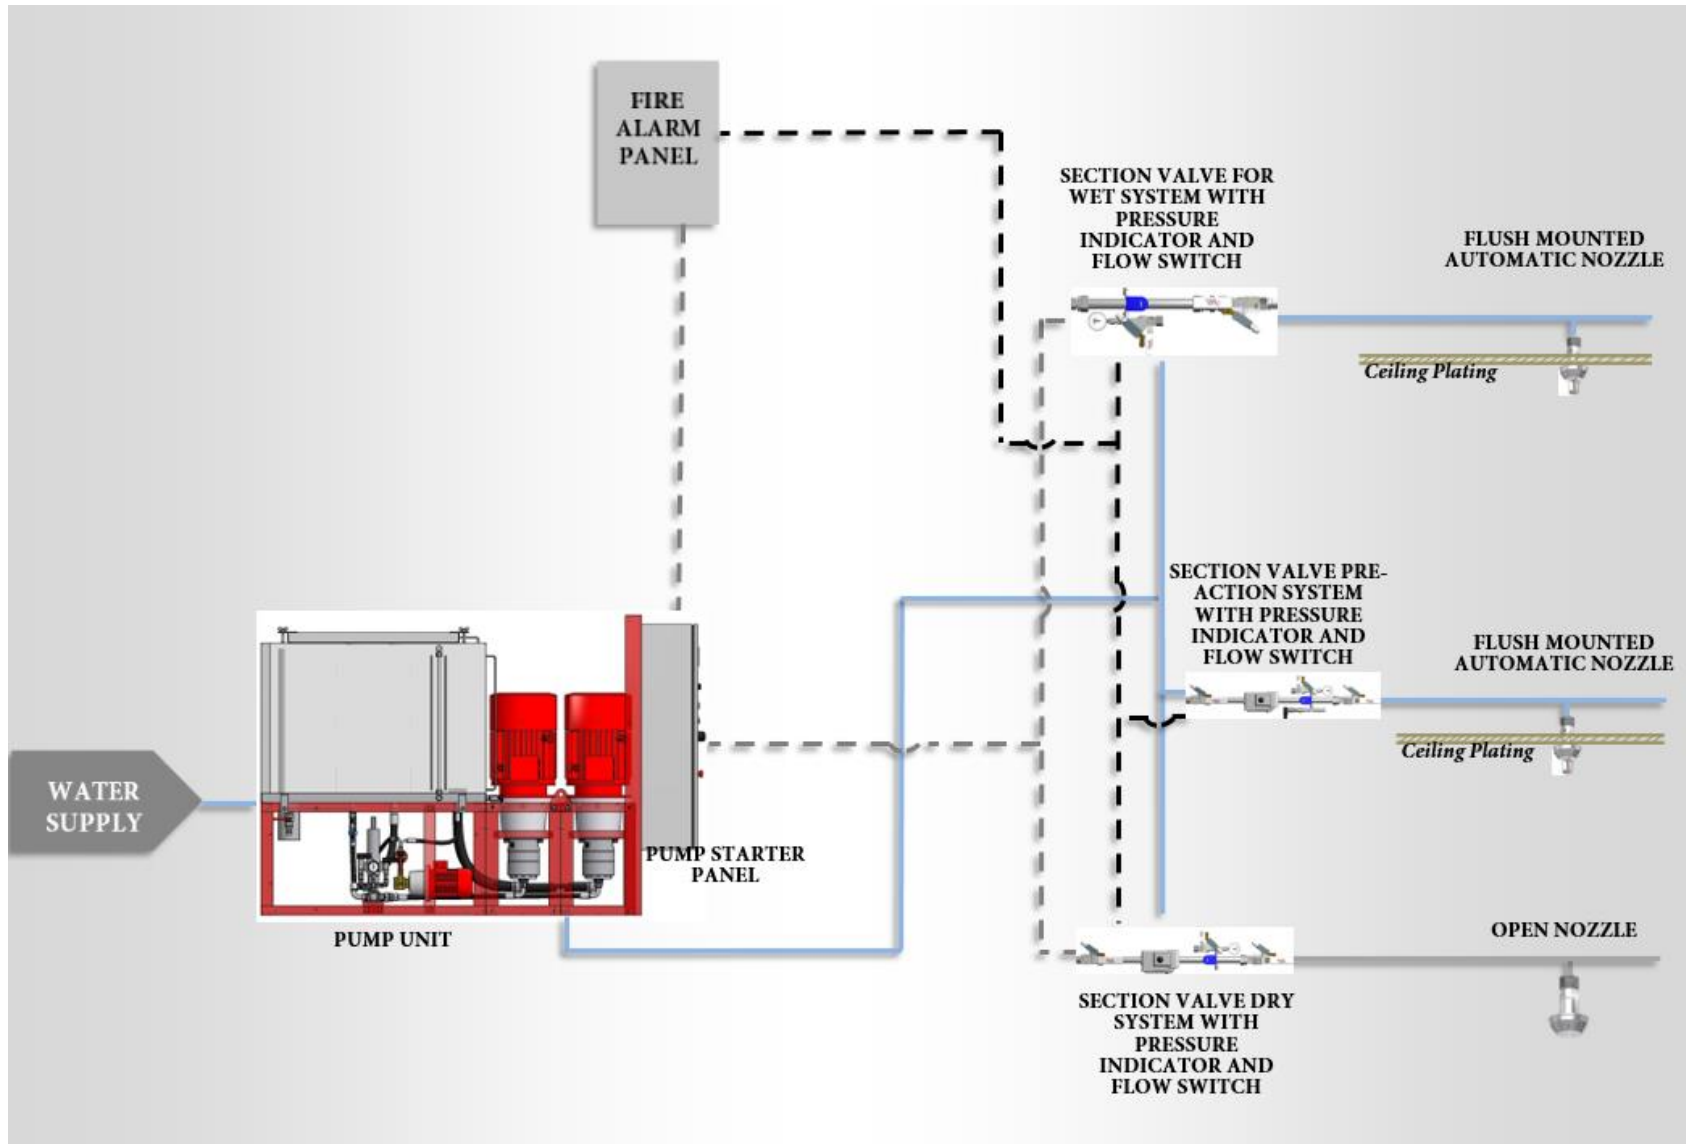 FIRE
ALARM
PANEL
SECTION VALVE FOR
WET SYSTEM WITH
PRESSURE
INDICATOR AND
FLOW SWITCH
FLUSH MOUNTED
AUTOMATIC NOZZLE
Ceiling Plating
SECTION VALVE PRE-
ACTION SYSTEM
WITH PRESSURE
INDICATOR AND
FLOW SWITCH
FLUSH MOUNTED
AUTOMATIC NOZZLE
Ceiling Plating
WATER
SUPPLY
PUMP STARTER
PANEL
PUMP UNIT
OPEN NOZZLE
SECTION VALVE DRY
SYSTEM WITH
PRESSURE
INDICATOR AND
FLOW SWITCH